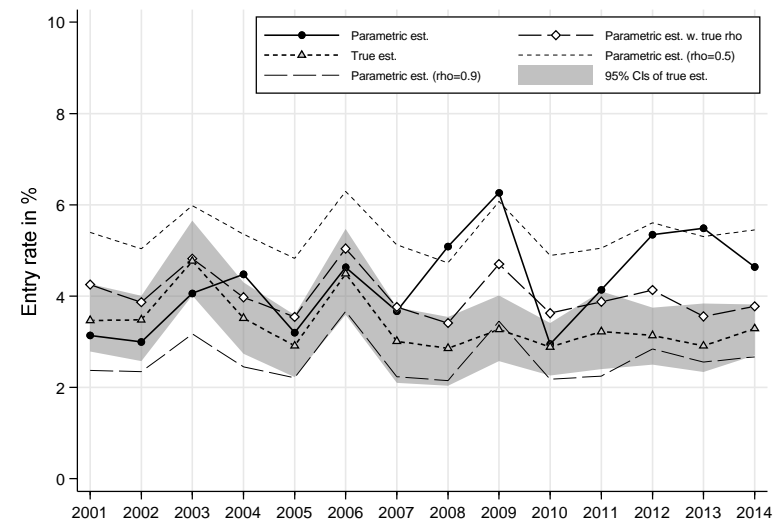 Parametric est.
Parametric est. w. true rho
True est.
Parametric est. (rho=0.5)
Parametric est. (rho=0.9)
95% CIs of true est.
Entry rate in %
10
8
6
4
2
0
2001 2002 2003 2004 2005 2006 2007 2008 2009 2010 2011 2012 2013 2014